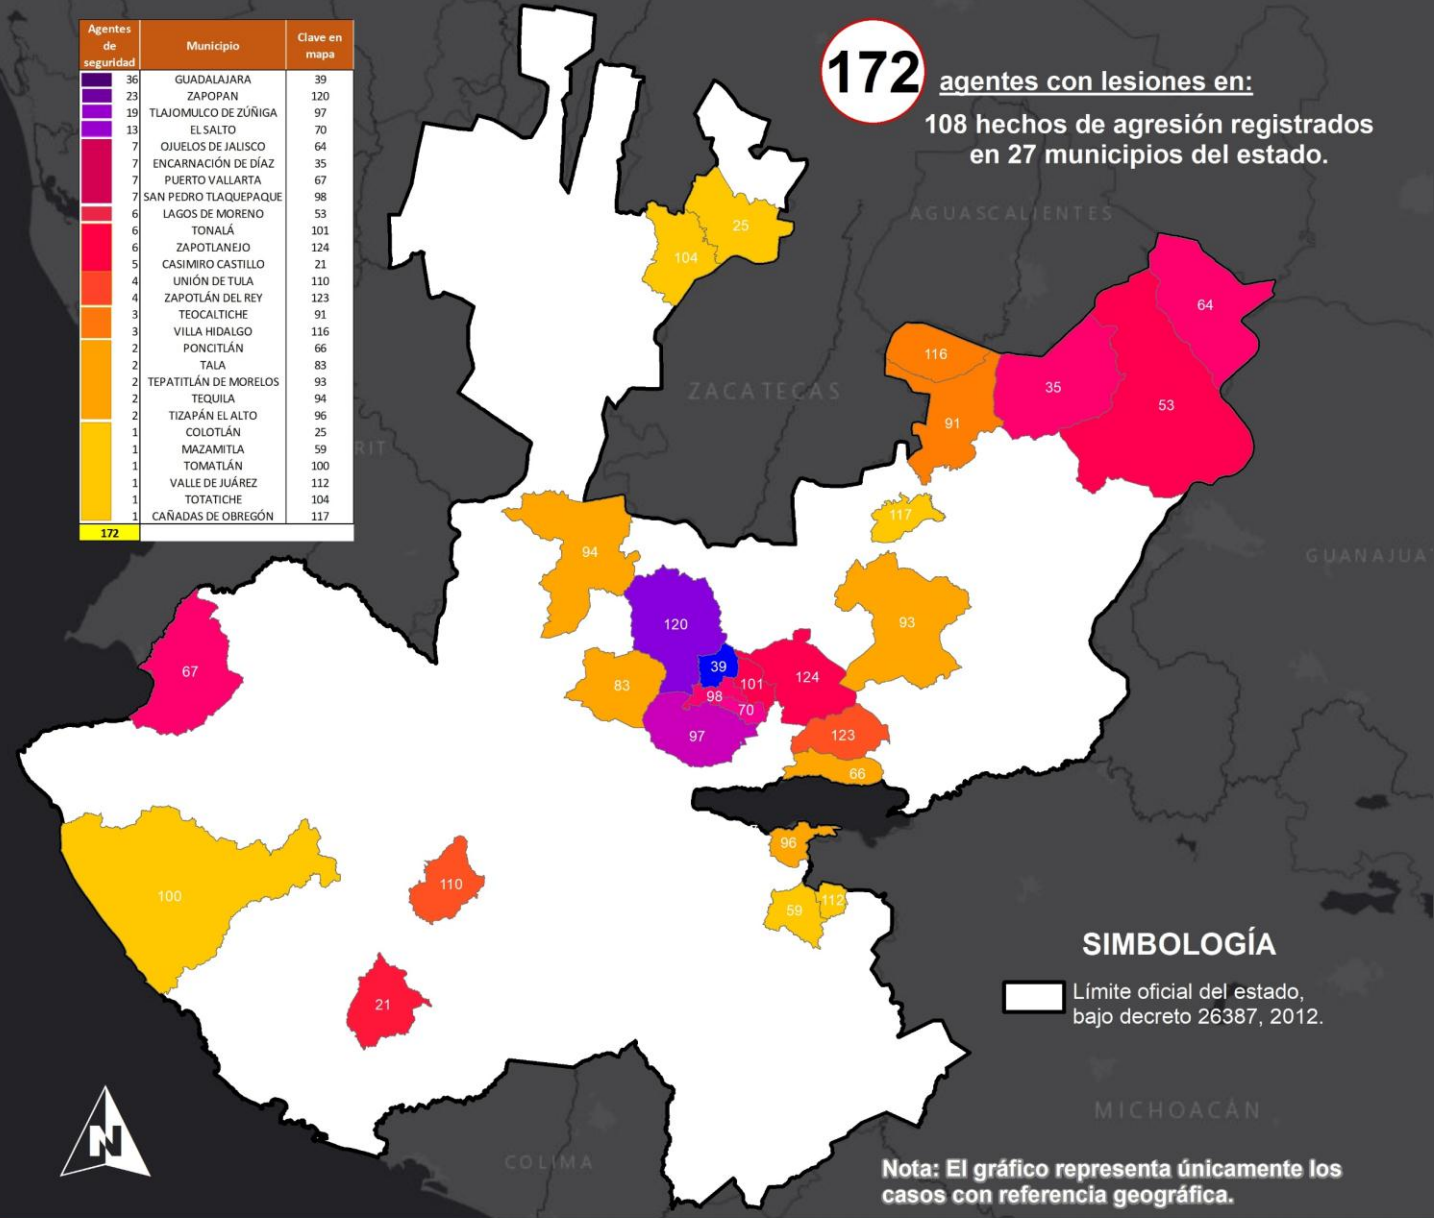 Agentes de seguridad Municipio Clave en mapa
36 GUADALAJARA 39
23 ZAPOPAN 120
19 TLAJOMULCO DE ZÚÑIGA 97
13 EL SALTO 70
7 OJUELOS DE JALISCO 64
7 ENCARNACIÓN DE DÍAZ 35
7 PUERTO VALLARTA 67
7 SAN PEDRO TLAQUEPAQUE 98
6 LAGOS DE MORENO 53
6 TONALÁ 101
6 ZAPOTLANEJO 124
5 CASIMIRO CASTILLO 21
4 UNIÓN DE TULA 110
4 ZAPOTLÁN DEL REY 123
3 TEOCALTICHE 91
3 VILLA HIDALGO 116
2 PONCITLÁN 66
2 TALA 83
2 TEPATITLÁN DE MORELOS 93
2 TEQUILA 94
2 TIZAPÁN EL ALTO 96
1 COLOTLÁN 25
1 MAZAMITLA 59
1 TOMATLÁN 100
1 VALLE DE JUÁREZ 112
1 TOTATICHE 104
1 CAÑADAS DE OBREGÓN 117
172
172 agentes con lesiones en:
108 hechos de agresión registrados
en 27 municipios del estado.
AGUASCALIENTES
25
104
64
116
35
ZACATECAS
53
91
RIT
117
94
GUANAJUA
120
93
39
67
83
101
124
98
70
97
123
66
96
110
100
59
112
SIMBOLOGÍA
Límite oficial del estado,
bajo decreto 26387, 2012.
21
MICHOACÁN
N
COLIMA
Nota: El gráfico representa únicamente los
casos con referencia geográfica.